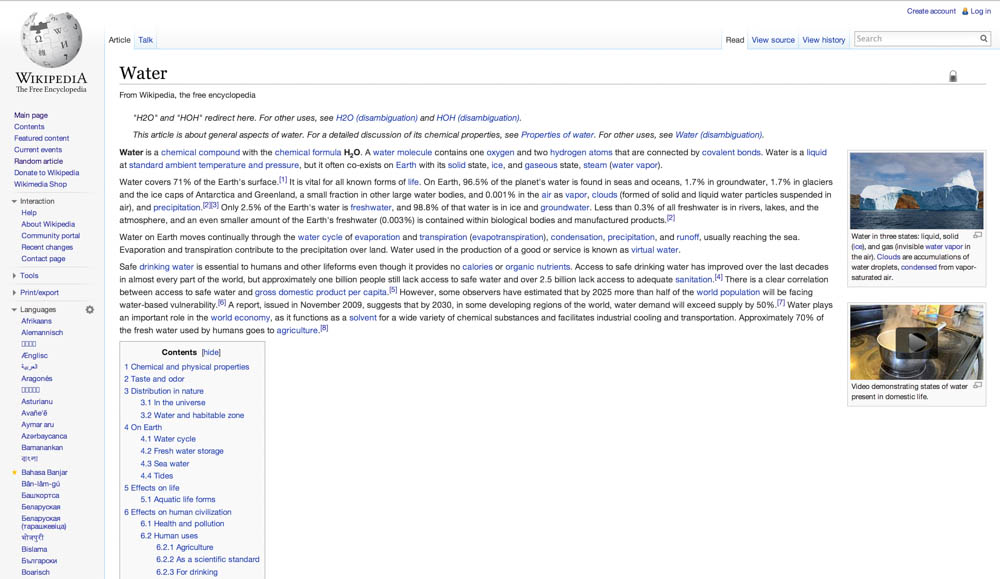 Create account Log in
WIKIPEDIA
The Free Encyclopedia
Main page
Contents
Featured content
Current events
Random article
Donate to Wikipedia
Wikimedia Shop
Interaction
Help
About Wikipedia
Community portal
Recent changes
Contact page
Tools
Print/export
Languages
Afrikaans
Alemannisch
Ænglisc
العربية
Aragonés
Asturianu
Avañe'ẽ
Aymar aru
Azərbaycanca
Bamanankan
বাংলা
Bahasa Banjar
Bân-lâm-gú
Башҡортса
Беларуская
Беларуская
(тарашкевіца)
भोजपुरी
Bislama
Български
Boarisch
Article Talk
Read View source View history Search
Water
From Wikipedia, the free encyclopedia
"H2O" and "HOH" redirect here. For other uses, see H2O (disambiguation) and HOH (disambiguation).
This article is about general aspects of water. For a detailed discussion of its chemical properties, see Properties of water. For other uses, see Water (disambiguation).
Water is a chemical compound with the chemical formula H2O. A water molecule contains one oxygen and two hydrogen atoms that are connected by covalent bonds. Water is a liquid
at standard ambient temperature and pressure, but it often co-exists on Earth with its solid state, ice, and gaseous state, steam (water vapor).
Water covers 71% of the Earth's surface.[1] It is vital for all known forms of life. On Earth, 96.5% of the planet's water is found in seas and oceans, 1.7% in groundwater, 1.7% in glaciers
and the ice caps of Antarctica and Greenland, a small fraction in other large water bodies, and 0.001% in the air as vapor, clouds (formed of solid and liquid water particles suspended in
air), and precipitation.[2][3] Only 2.5% of the Earth's water is freshwater, and 98.8% of that water is in ice and groundwater. Less than 0.3% of all freshwater is in rivers, lakes, and the
atmosphere, and an even smaller amount of the Earth's freshwater (0.003%) is contained within biological bodies and manufactured products.[2]
Water on Earth moves continually through the water cycle of evaporation and transpiration (evapotranspiration), condensation, precipitation, and runoff, usually reaching the sea.
Evaporation and transpiration contribute to the precipitation over land. Water used in the production of a good or service is known as virtual water.
Safe drinking water is essential to humans and other lifeforms even though it provides no calories or organic nutrients. Access to safe drinking water has improved over the last decades
in almost every part of the world, but approximately one billion people still lack access to safe water and over 2.5 billion lack access to adequate sanitation.[4] There is a clear correlation
between access to safe water and gross domestic product per capita.[5] However, some observers have estimated that by 2025 more than half of the world population will be facing
water-based vulnerability.[6] A report, issued in November 2009, suggests that by 2030, in some developing regions of the world, water demand will exceed supply by 50%.[7] Water plays
an important role in the world economy, as it functions as a solvent for a wide variety of chemical substances and facilitates industrial cooling and transportation. Approximately 70% of
the fresh water used by humans goes to agriculture.[8]
Contents [hide]
1 Chemical and physical properties
2 Taste and odor
3 Distribution in nature
3.1 In the universe
3.2 Water and habitable zone
4 On Earth
4.1 Water cycle
4.2 Fresh water storage
4.3 Sea water
4.4 Tides
5 Effects on life
5.1 Aquatic life forms
6 Effects on human civilization
6.1 Health and pollution
6.2 Human uses
6.2.1 Agriculture
6.2.2 As a scientific standard
6.2.3 For drinking
Water in three states: liquid, solid
(ice), and gas (invisible water vapor in
the air). Clouds are accumulations of
water droplets, condensed from vapor-
saturated air.
Video demonstrating states of water
present in domestic life.